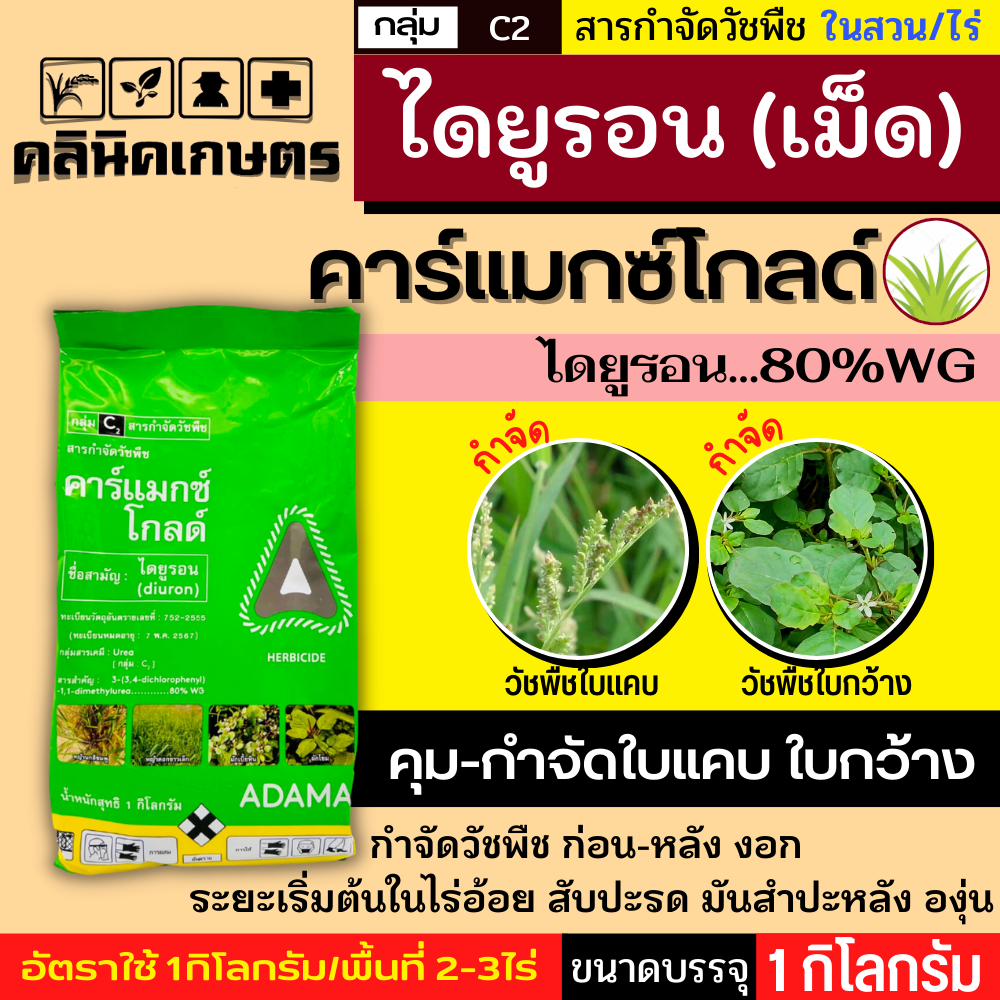 กลุ่ม C2 สารกำจัดวัชพืช ในสวน/ไร่
คลินิคเกษตร
ไดยูรอน (เม็ด)
คาร์แมกซ์โกลด์
ไดยูรอน...80%WG
กำจัด กำจัด
วัชพืชใบแคบ วัชพืชใบกว้าง
คุม-กำจัดใบแคบ ใบกว้าง
กำจัดวัชพืช ก่อน-หลัง งอก
ระยะเริ่มต้นในไร่อ้อย สับปะรด มันสำปะหลัง องุ่น
อัตราใช้ 1กิโลกรัม/พื้นที่ 2-3ไร่ ขนาดบรรจุ 1 กิโลกรัม
กลุ่ม C2 สารกำจัดวัชพืช
สารกำจัดวัชพืช
คาร์แมกซ์
โกลด์
ชื่อสามัญ : ไดยูรอน
(diuron)
ทะเบียนวัตถุอันตรายเลขที่ : 752-2555
(ทะเบียนหมดอายุ : 7 พ.ค. 2567)
กลุ่มสารเคมี : Urea
[ กลุ่ม : C2 ]
สารสำคัญ : 3-(3,4-dichlorophenyl)
-1,1-dimethylurea............80% WG
HERBICIDE
น้ำหนักสุทธิ 1 กิโลกรัม
ADAMA